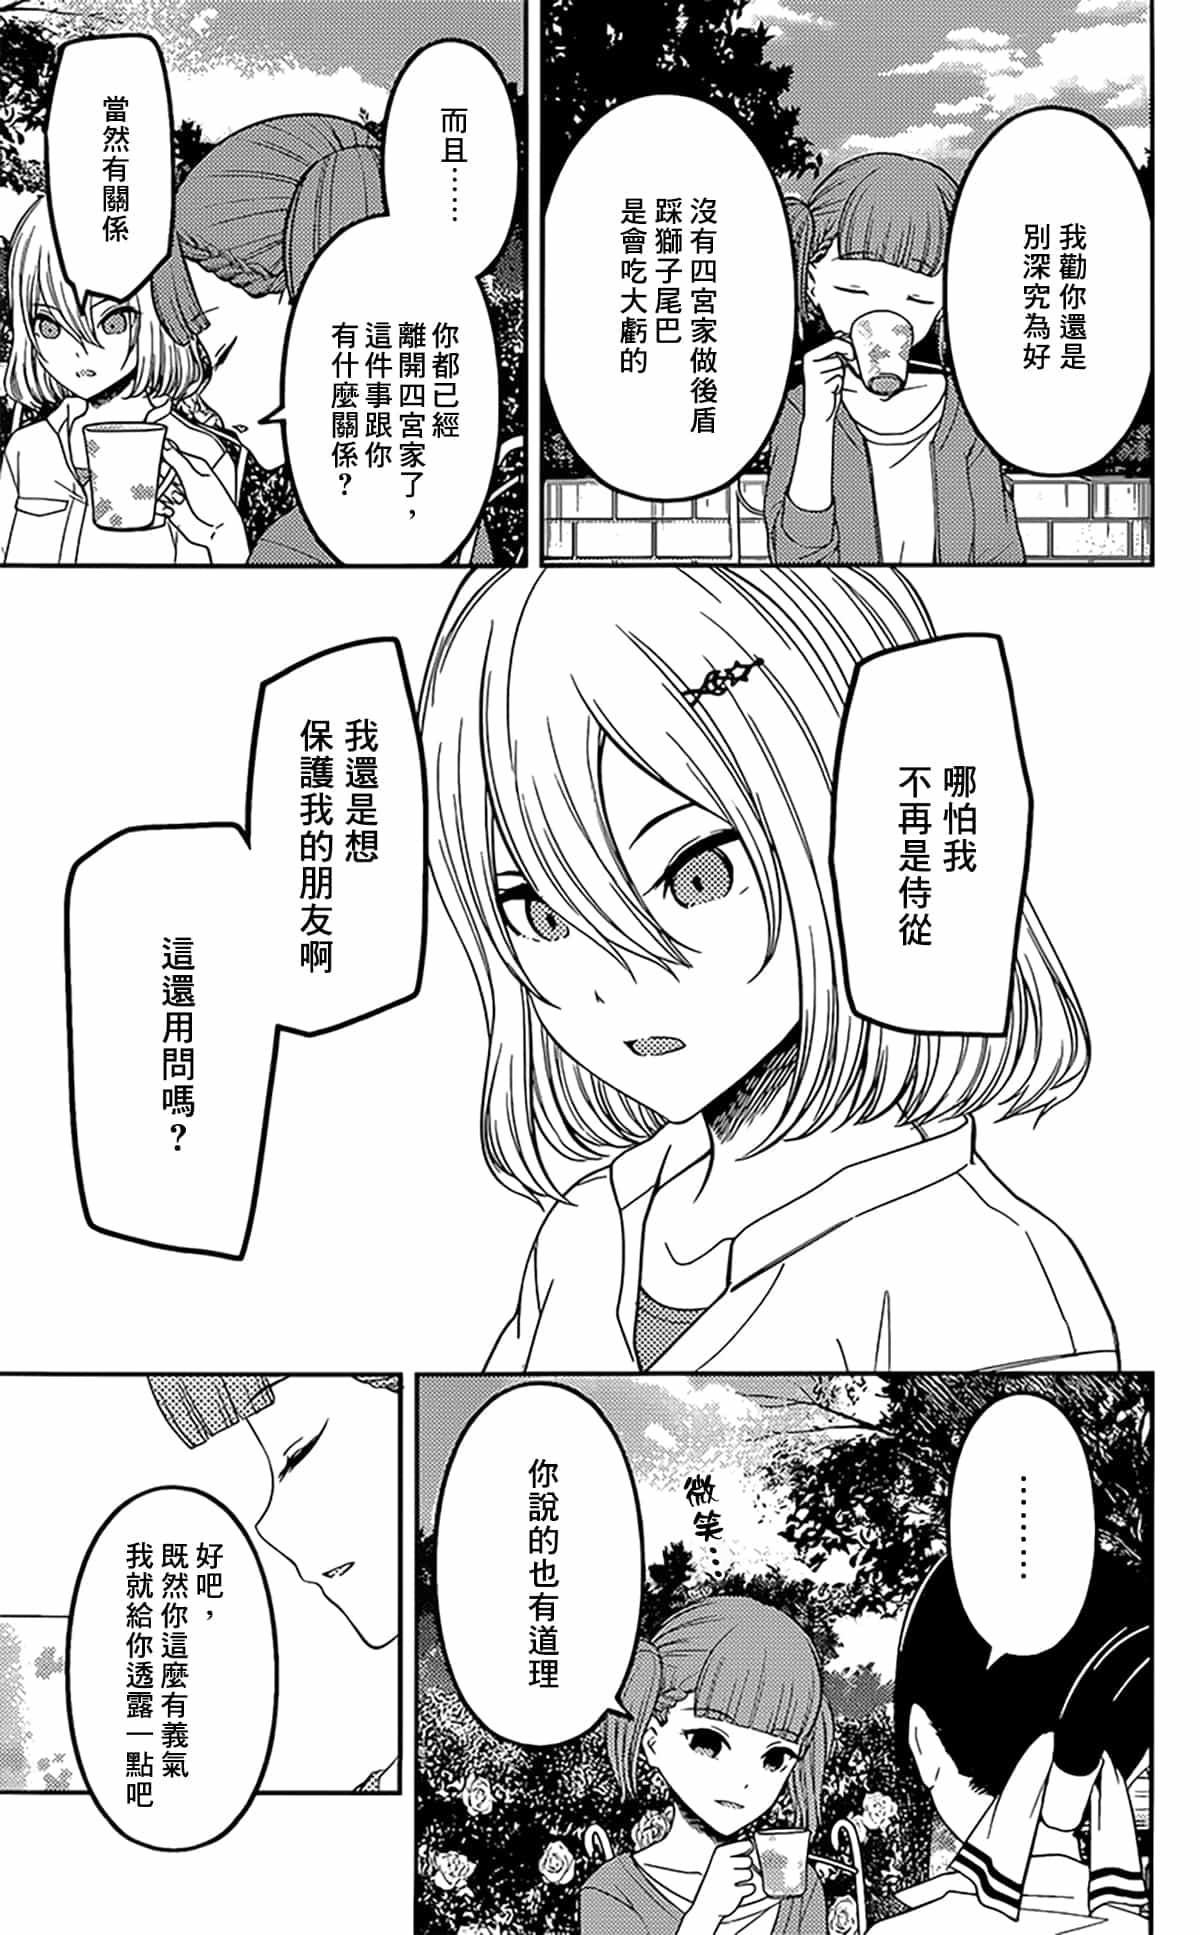 我勸你還是
別深究為好
沒有四宮家做後盾
踩獅子尾巴
是會吃大虧的
而且……
你都已經
離開四宮家了，
這件事跟你
有什麼關係？
當然有關係
哪怕我
不再是侍從
我還是想
保護我的朋友啊
這還用問嗎？
………
微笑…
你說的也有道理
好吧，
既然你這麼有義氣
我就給你透露一點吧